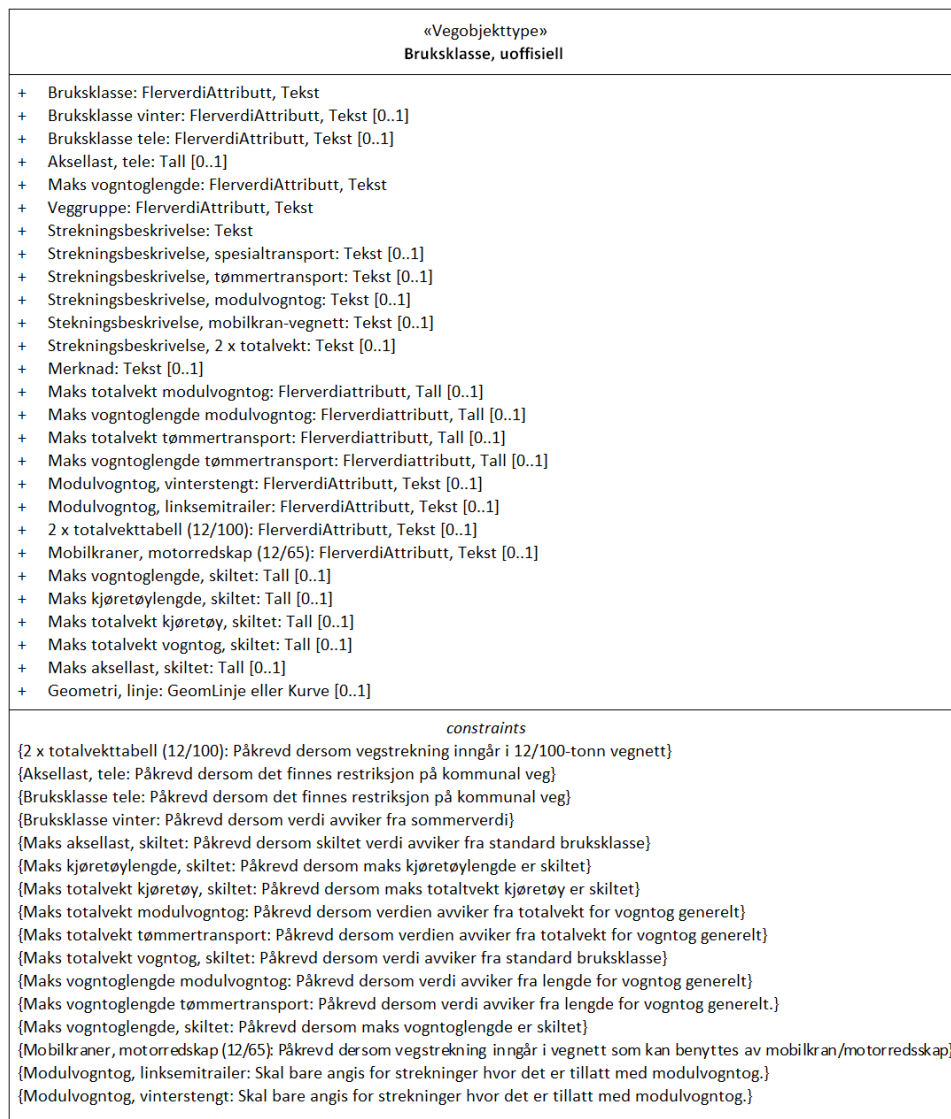 «Vegobjekttype»
Bruksklasse, uoffisiell
+ Bruksklasse: FlerverdiAttributt, Tekst
+ Bruksklasse vinter: FlerverdiAttributt, Tekst [0..1]
+ Bruksklasse tele: FlerverdiAttributt, Tekst [0..1]
+ Aksellast, tele: Tall [0..1]
+ Maks vogntoglengde: FlerverdiAttributt, Tekst
+ Veggruppe: FlerverdiAttributt, Tekst
+ Strekningsbeskrivelse: Tekst
+ Strekningsbeskrivelse, spesialtransport: Tekst [0..1]
+ Strekningsbeskrivelse, tømmertransport: Tekst [0..1]
+ Strekningsbeskrivelse, modulvogntog: Tekst [0..1]
+ Stekningsbeskrivelse, mobilkran-vegnett: Tekst [0..1]
+ Strekningsbeskrivelse, 2 x totalvekt: Tekst [0..1]
+ Merknad: Tekst [0..1]
+ Maks totalvekt modulvogntog: Flerverdiattributt, Tall [0..1]
+ Maks vogntoglengde modulvogntog: Flerverdiattributt, Tall [0..1]
+ Maks totalvekt tømmertransport: Flerverdiattributt, Tall [0..1]
+ Maks vogntoglengde tømmertransport: Flerverdiattributt, Tall [0..1]
+ Modulvogntog, vinterstengt: FlerverdiAttributt, Tekst [0..1]
+ Modulvogntog, linksemitrailer: FlerverdiAttributt, Tekst [0..1]
+ 2 x totalvekttabell (12/100): FlerverdiAttributt, Tekst [0..1]
+ Mobilkraner, motorredskap (12/65): FlerverdiAttributt, Tekst [0..1]
+ Maks vogntoglengde, skiltet: Tall [0..1]
+ Maks kjøretøylengde, skiltet: Tall [0..1]
+ Maks totalvekt kjøretøy, skiltet: Tall [0..1]
+ Maks totalvekt vogntog, skiltet: Tall [0..1]
+ Maks aksellast, skiltet: Tall [0..1]
+ Geometri, linje: GeomLinje eller Kurve [0..1]
constraints
{2 x totalvekttabell (12/100): Påkrevd dersom vegstrekning inngår i 12/100-tonn vegnett}
{Aksellast, tele: Påkrevd dersom det finnes restriksjon på kommunal veg}
{Bruksklasse tele: Påkrevd dersom det finnes restriksjon på kommunal veg}
{Bruksklasse vinter: Påkrevd dersom verdi avviker fra sommerverdi}
{Maks aksellast, skiltet: Påkrevd dersom skiltet verdi avviker fra standard bruksklasse}
{Maks kjøretøylengde, skiltet: Påkrevd dersom maks kjøretøylengde er skiltet}
{Maks totalvekt kjøretøy, skiltet: Påkrevd dersom maks totaltvekt kjøretøy er skiltet}
{Maks totalvekt modulvogntog: Påkrevd dersom verdien avviker fra totalvekt for vogntog generelt}
{Maks totalvekt tømmertransport: Påkrevd dersom verdien avviker fra totalvekt for vogntog generelt}
{Maks totalvekt vogntog, skiltet: Påkrevd dersom verdi avviker fra standard bruksklasse}
{Maks vogntoglengde modulvogntog: Påkrevd dersom verdi avviker fra lengde for vogntog generelt}
{Maks vogntoglengde tømmertransport: Påkrevd dersom verdi avviker fra lengde for vogntog generelt.}
{Maks vogntoglengde, skiltet: Påkrevd dersom maks vogntoglengde er skiltet}
{Mobilkraner, motorredskap (12/65): Påkrevd dersom vegstrekning inngår i vegnett som kan benyttes av mobilkran/motorredsskap}
{Modulvogntog, linksemitrailer: Skal bare angis for strekninger hvor det er tillatt med modulvogntog.}
{Modulvogntog, vinterstengt: Skal bare angis for strekninger hvor det er tillatt med modulvogntog.}